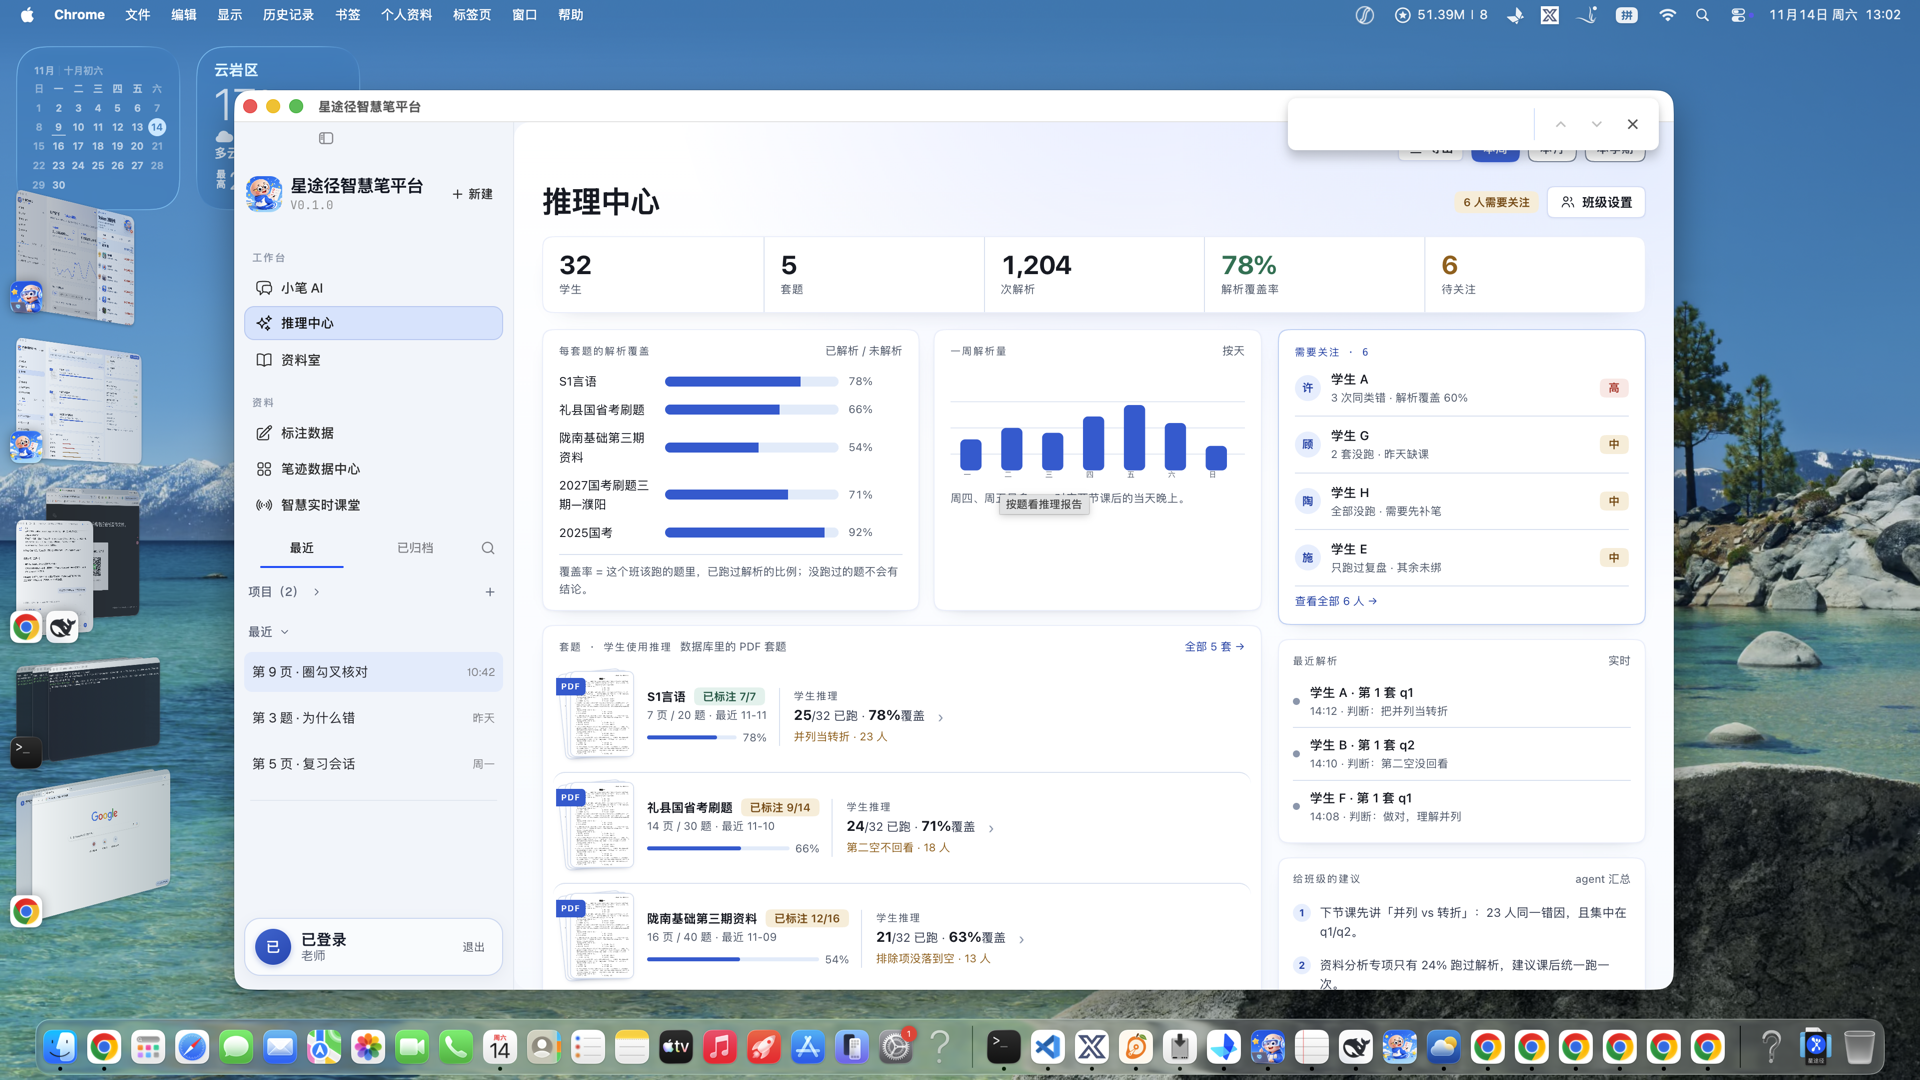 Chrome 文件 编辑 显示 历史记录 书签 个人资料 标签页 窗口 帮助
51.39M | 8 拼 11月14日 周六 13:02
11月 十月初六
日 一 二 三 四 五 六
1 2 3 4 5 6 7
8 9 10 11 12 13 14
15 16 17 18 19 20 21
22 23 24 25 26 27 28
29 30
云岩区
星途径智慧笔平台
星途径智慧笔平台
V0.1.0
+ 新建
工作台
小笔 AI
推理中心
资料室
资料
标注数据
笔迹数据中心
智慧实时课堂
最近 已归档
项目 (2)
最近
第 9 页 · 圈勾叉核对 10:42
第 3 题 · 为什么错 昨天
第 5 页 · 复习会话 周一
已 已登录
老师
退出
推理中心
6 人需要关注 班级设置
32 学生
5 套题
1,204 次解析
78% 解析覆盖率
6 待关注
每套题的解析覆盖 已解析 / 未解析
S1言语 78%
礼县国省考刷题 66%
陇南基础第三期资料 54%
2027国考刷题三期—濮阳 71%
2025国考 92%
覆盖率 = 这个班该跑的题里，已跑过解析的比例；没跑过的题不会有
结论。
一周解析量 按天
一 二 三 四 五 六 日
周四、周五 节课后的当天晚上。
按题看推理报告
需要关注 · 6
许 学生 A 高
3 次同类错 · 解析覆盖 60%
顾 学生 G 中
2 套没跑 · 昨天缺课
陶 学生 H 中
全部没跑 · 需要先补笔
施 学生 E 中
只跑过复盘 · 其余未绑
查看全部 6 人 →
套题 · 学生使用推理 数据库里的 PDF 套题 全部 5 套 →
PDF
S1言语 已标注 7/7
7 页 / 20 题 · 最近 11-11
78%
学生推理
25/32 已跑 · 78%覆盖
并列当转折 · 23 人
PDF
礼县国省考刷题 已标注 9/14
14 页 / 30 题 · 最近 11-10
66%
学生推理
24/32 已跑 · 71%覆盖
第二空不回看 · 18 人
PDF
陇南基础第三期资料 已标注 12/16
16 页 / 40 题 · 最近 11-09
54%
学生推理
21/32 已跑 · 63%覆盖
排除项没落到空 · 13 人
最近解析 实时
学生 A · 第 1 套 q1
14:12 · 判断：把并列当转折
学生 B · 第 1 套 q2
14:10 · 判断：第二空没回看
学生 F · 第 1 套 q1
14:08 · 判断：做对，理解并列
给班级的建议 agent 汇总
1 下节课先讲「并列 vs 转折」：23 人同一错因，且集中在
q1/q2。
2 资料分析专项只有 24% 跑过解析，建议课后统一跑一
次。
Google
周六
14
tv
1